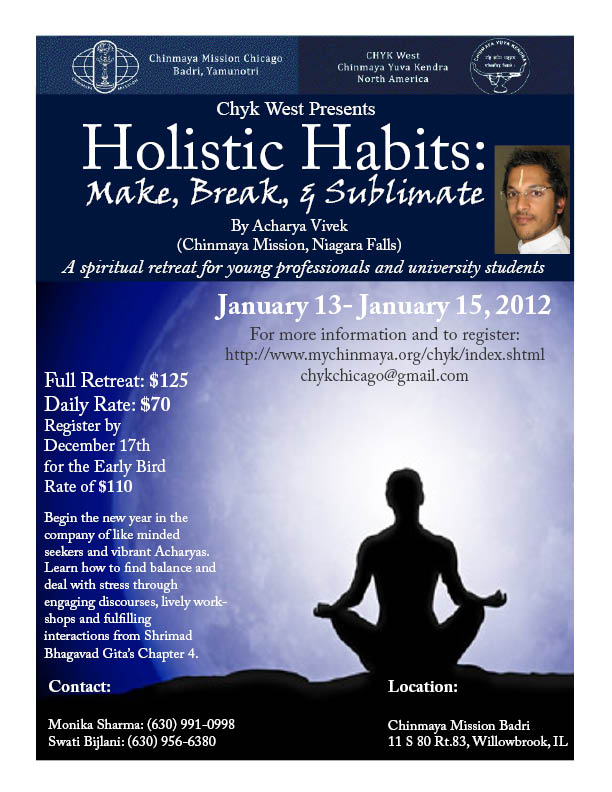 Chinmaya Mission Chicago
Badri, Yamunotri
CHYK West
Chinmaya Yuva Kendra
North America
CHINMAYA MISSION
CHINMAYA YUVA KENDRA
Chyk West Presents
Holistic Habits:
Make, Break, & Sublimate
By Acharya Vivek
(Chinmaya Mission, Niagara Falls)
A spiritual retreat for young professionals and university students
January 13- January 15, 2012
For more information and to register:
http://www.mychinmaya.org/chyk/index.shtml
chykchicago@gmail.com
Full Retreat: $125
Daily Rate: $70
Register by
December 17th
for the Early Bird
Rate of $110
Begin the new year in the
company of like minded
seekers and vibrant Acharyas.
Learn how to find balance and
deal with stress through
engaging discourses, lively work-
shops and fulfilling
interactions from Shrimad
Bhagavad Gita's Chapter 4.
Contact:
Monika Sharma: (630) 991-0998
Swati Bijlani: (630) 956-6380
Location:
Chinmaya Mission Badri
11 S 80 Rt.83, Willowbrook, IL